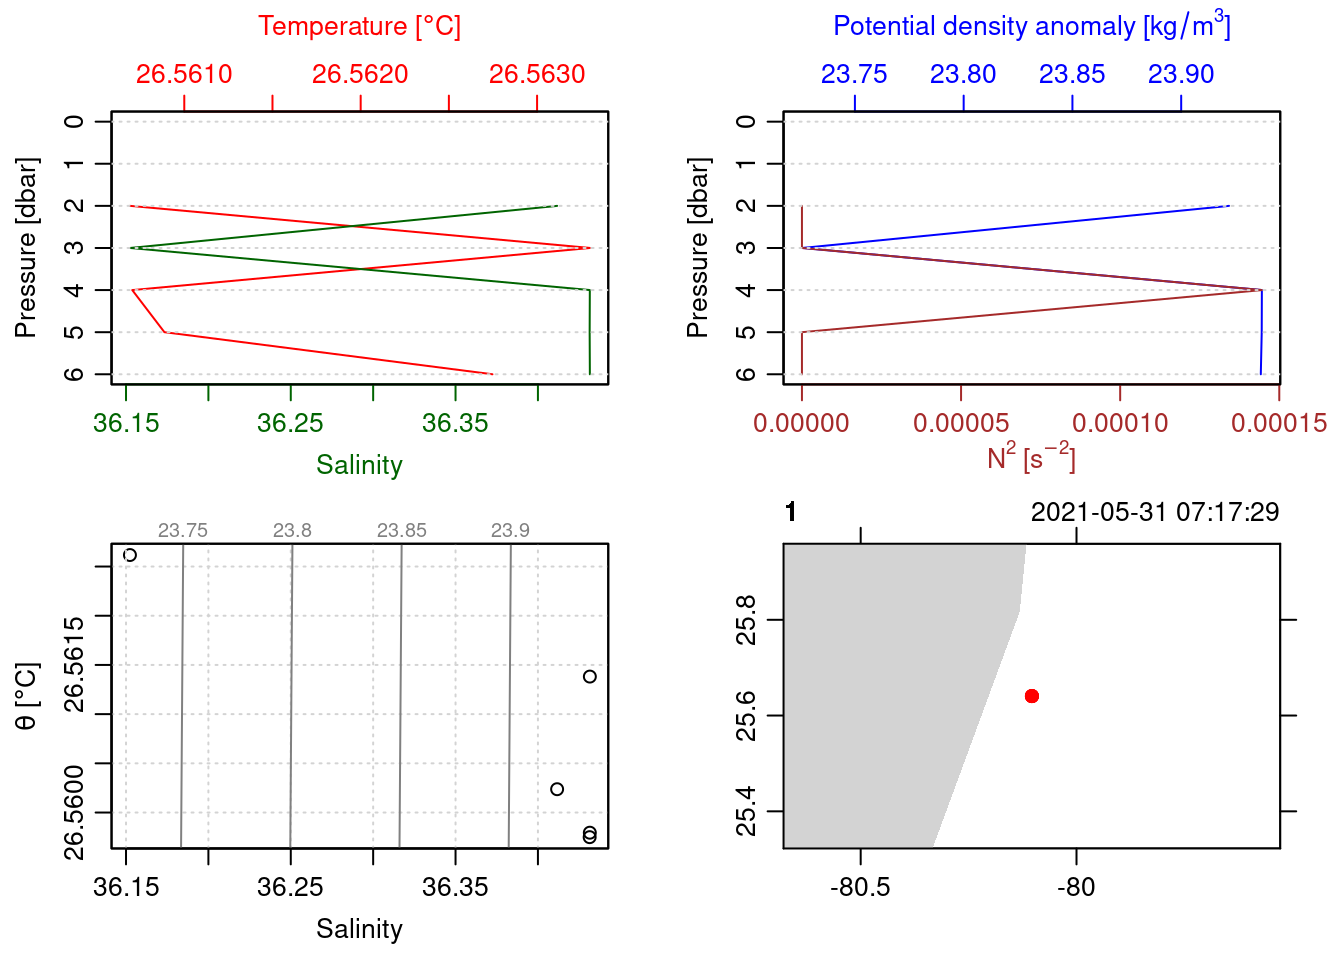 Temperature [°C]
26.5610 26.5620 26.5630
0
1
2
3
4
5
6
Pressure [dbar]
36.15 36.25 36.35
Salinity
Potential density anomaly [kg/m³]
23.75 23.80 23.85 23.90
0
1
2
3
4
5
6
Pressure [dbar]
0.00000 0.00005 0.00010 0.00015
N² [s⁻²]
23.75 23.8 23.85 23.9
26.5615
26.5600
θ [°C]
36.15 36.25 36.35
Salinity
1 2021-05-31 07:17:29
25.8
25.6
25.4
-80.5 -80